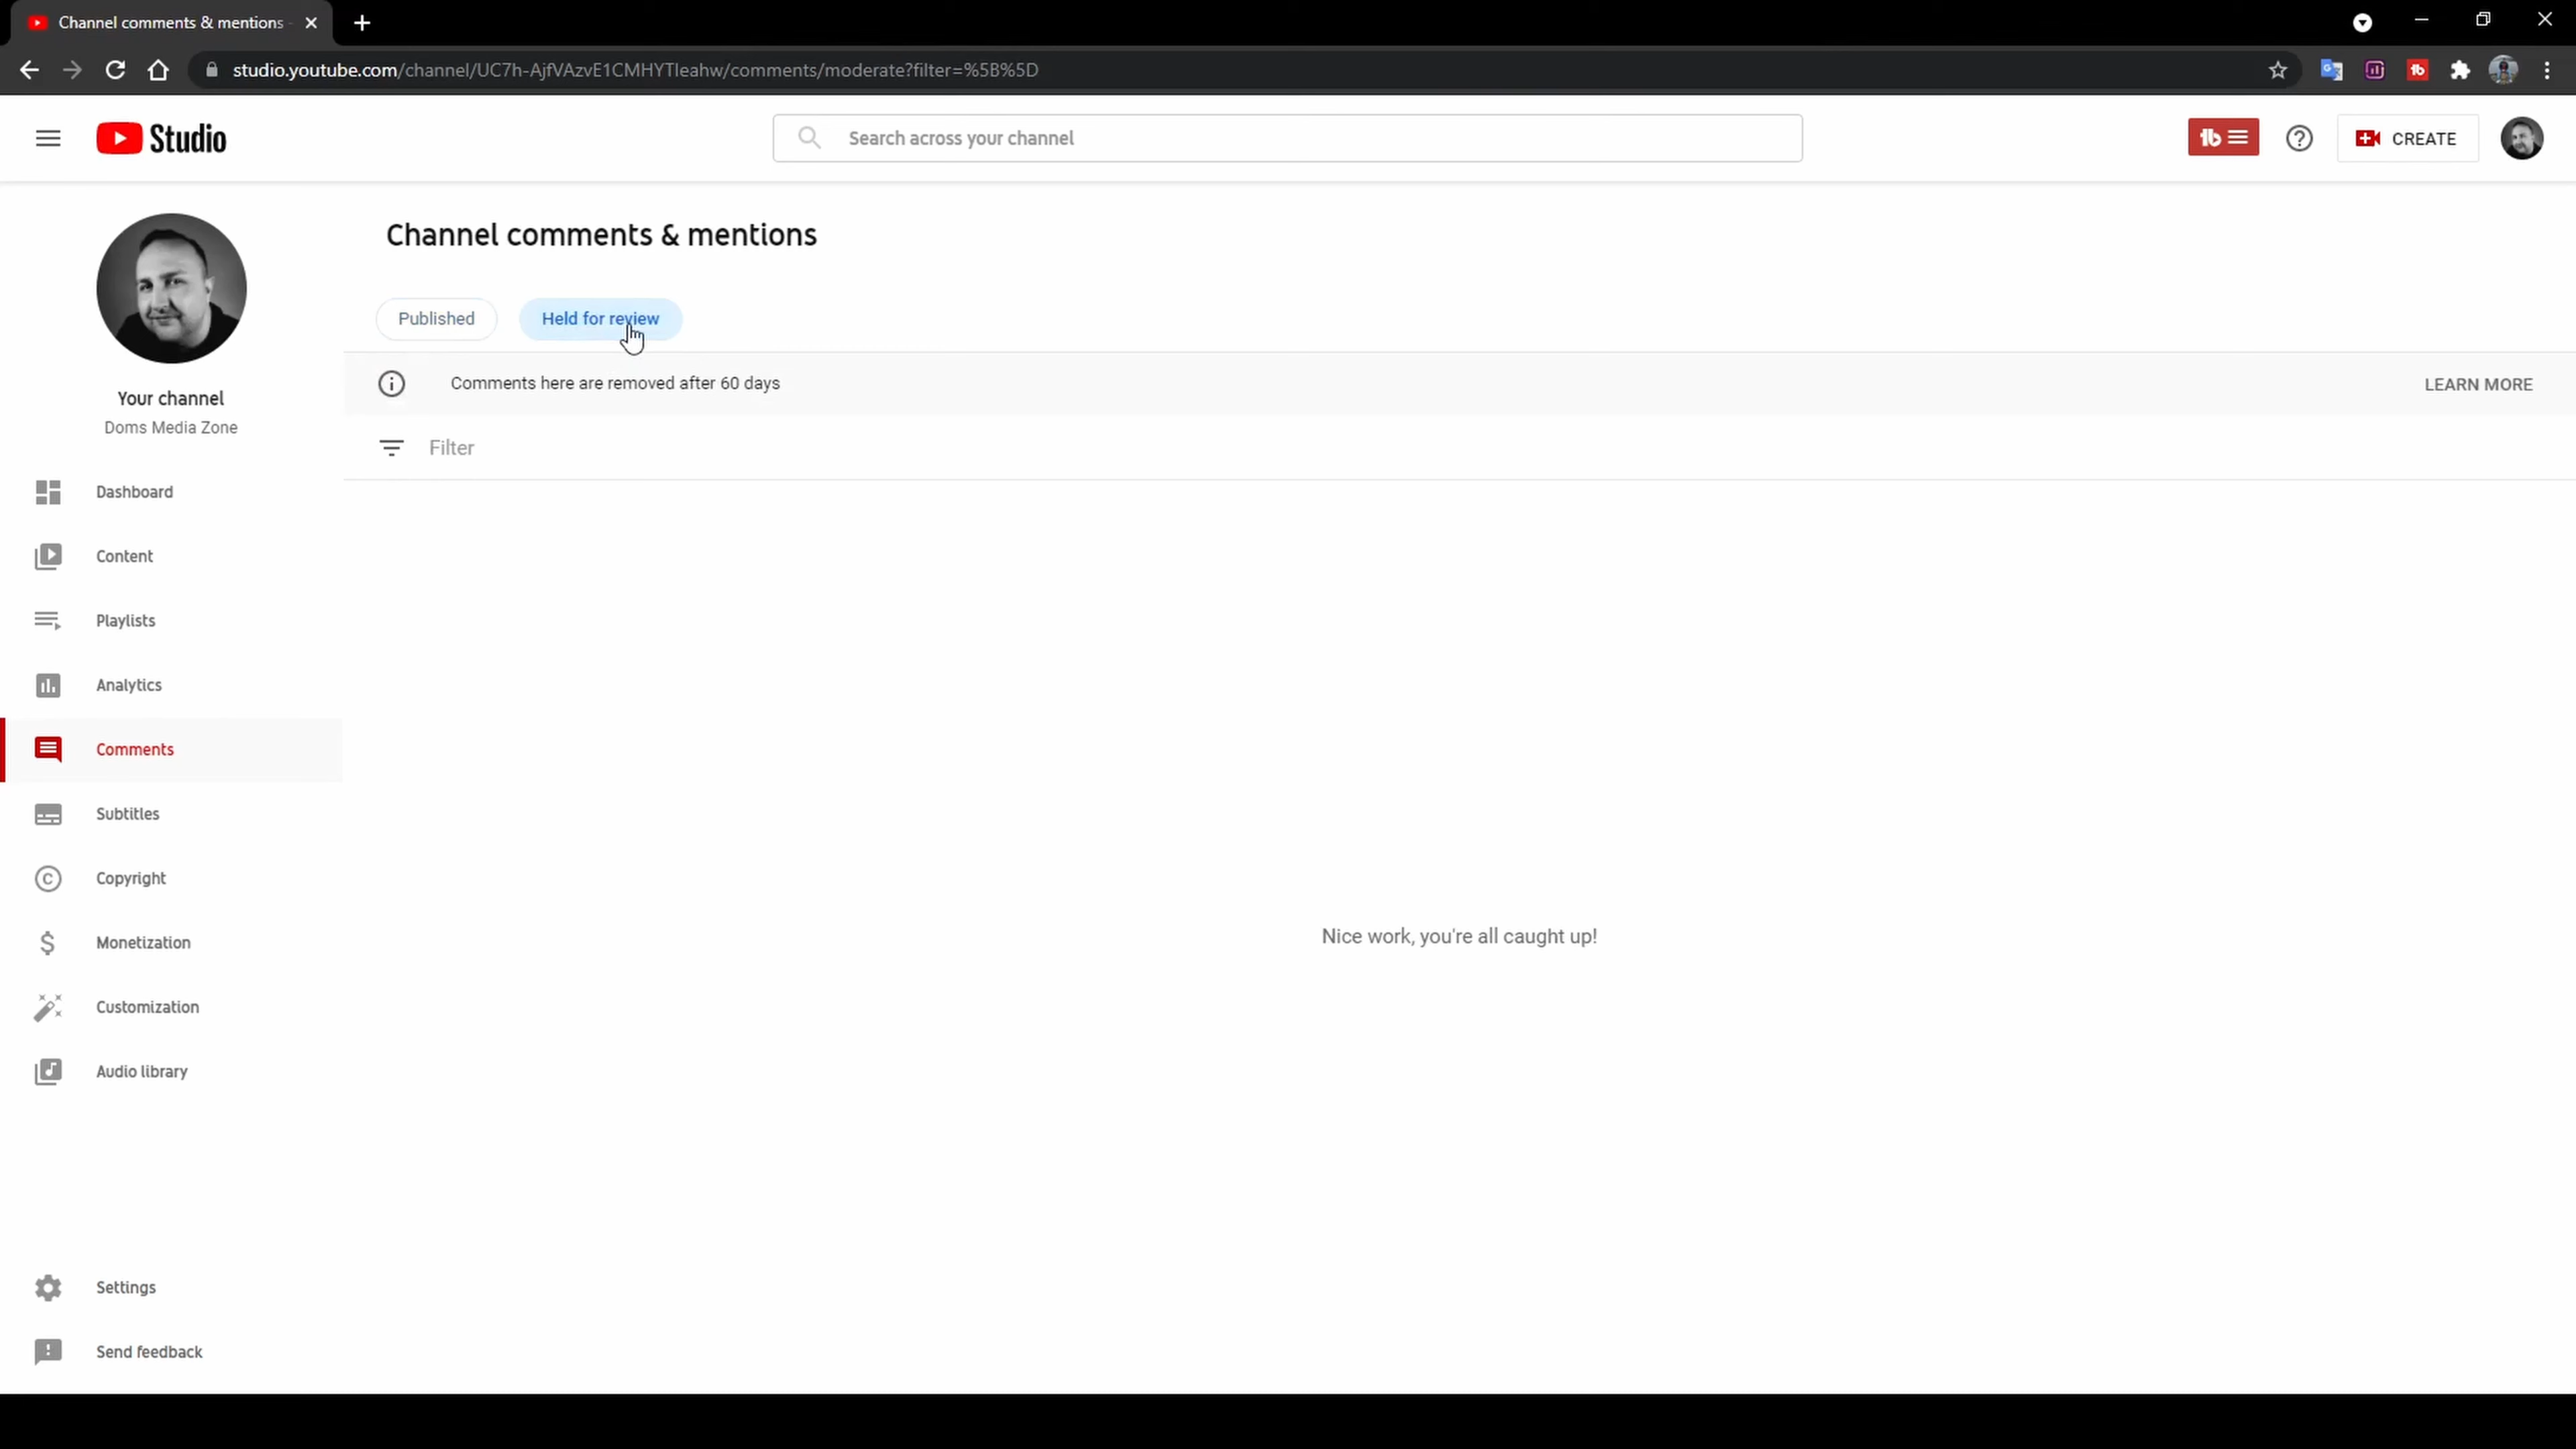 Channel comments & mentions
studio.youtube.com/channel/UC7h-AjfVAzvE1CMHYTIeahw/comments/moderate?filter=%5B%5D
Studio
Search across your channel
CREATE
Channel comments & mentions
Published
Held for review
Comments here are removed after 60 days
LEARN MORE
Filter
Your channel
Doms Media Zone
Dashboard
Content
Playlists
Analytics
Comments
Subtitles
Copyright
Monetization
Customization
Audio library
Settings
Send feedback
Nice work, you're all caught up!